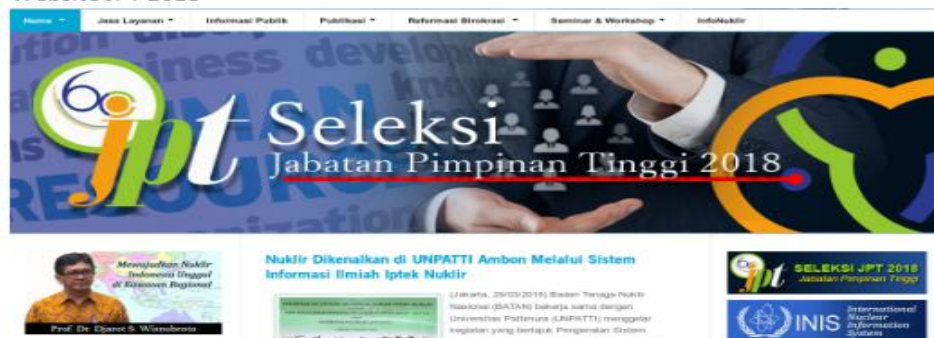 Home
Jasa Layanan
Informasi Publik
Publikasi
Reformasi Birokrasi
Seminar & Workshop
InfoNuklir
jpt
Seleksi
Jabatan Pimpinan Tinggi 2018
Mewujudkan Nuklir
Indonesia Unggul
di Kawasan Regional
Prof. Dr. Djarot S. Wisnubroto
Nuklir Dikenalkan di UNPATTI Ambon Melalui Sistem
Informasi Ilmiah Iptek Nuklir
(Jakarta, 29/03/2018) Badan Tenaga Nuklir
Nasional (BATAN) bekerja sama dengan
Universitas Pattimura (UNPATTI) menggelar
kegiatan yang bertajuk Pengenalan Sistem
SELEKSI JPT 2018
Jabatan Pimpinan Tinggi
INIS
International
Nuclear
Information
System